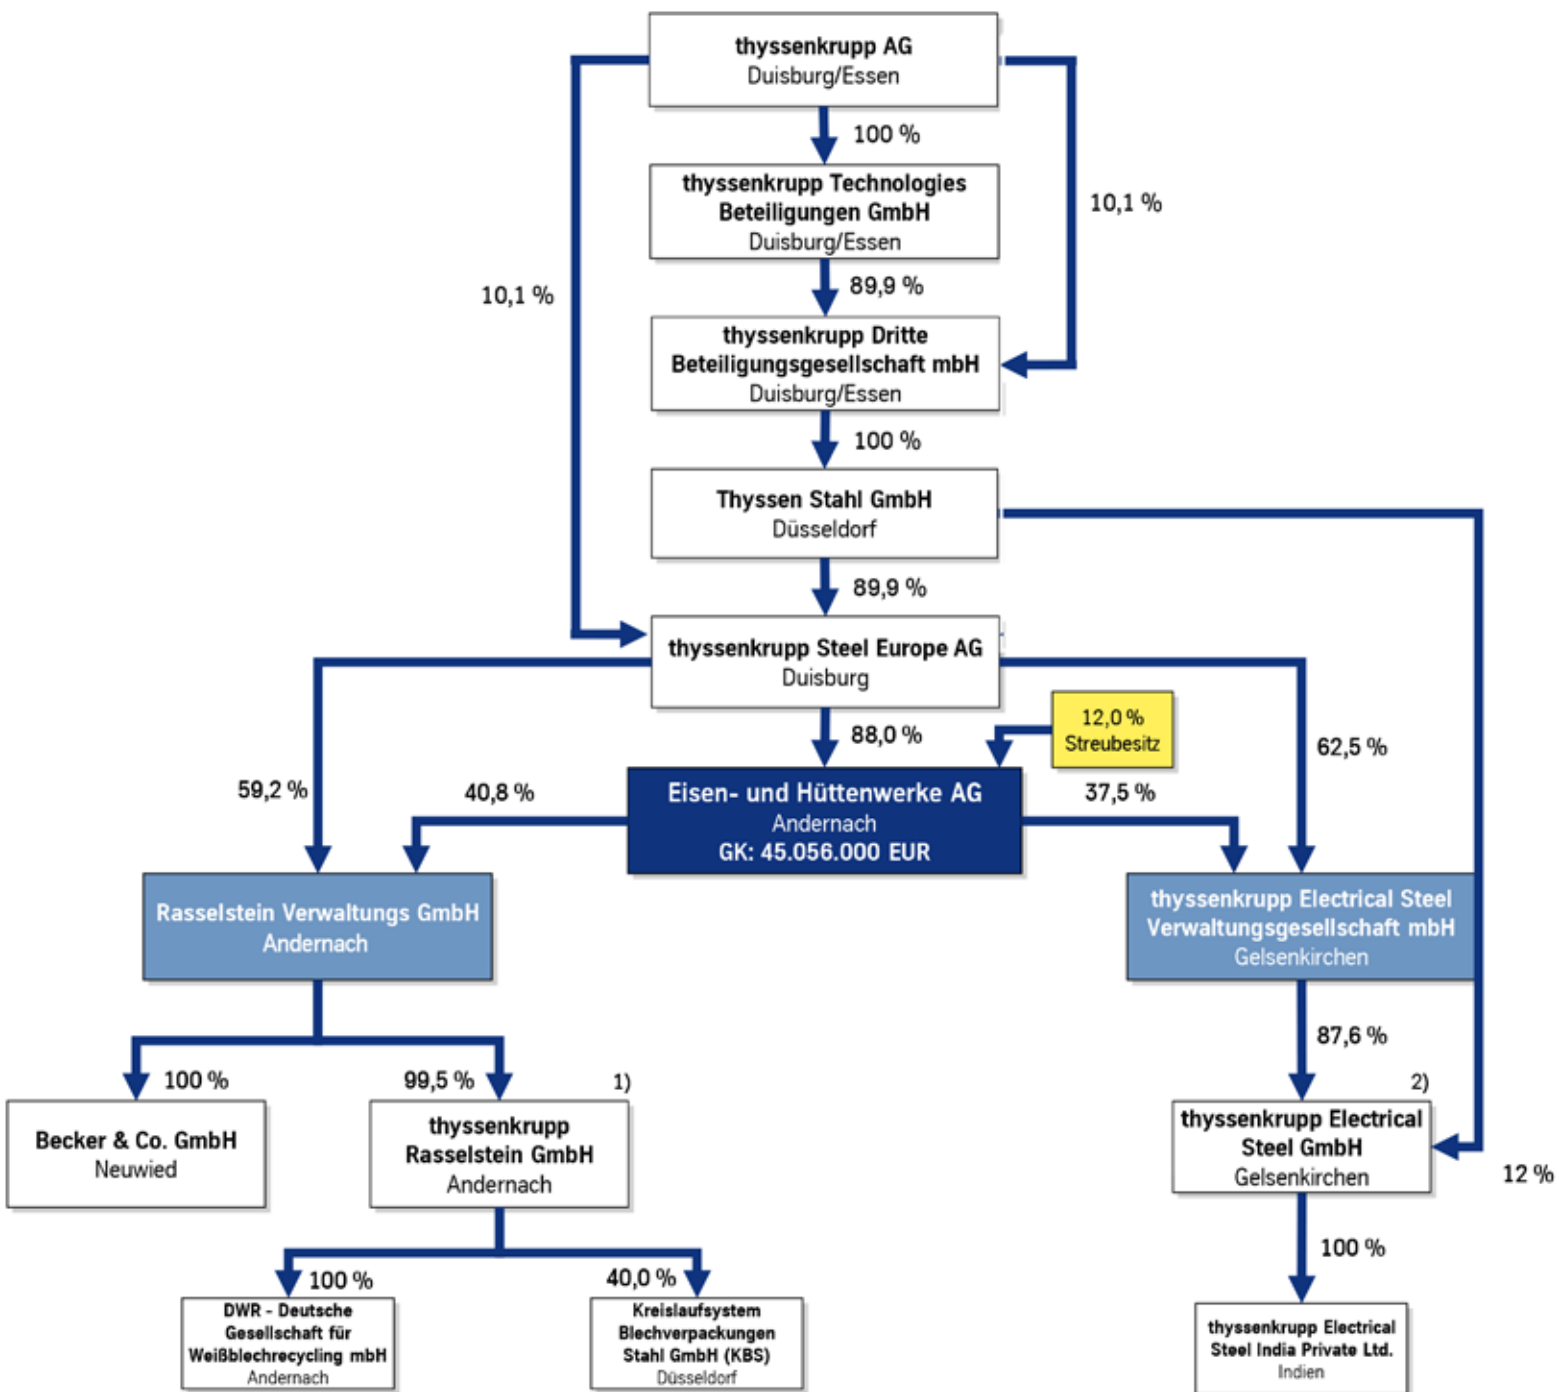 thyssenkrupp AG
Duisburg/Essen
100 %
thyssenkrupp Technologies
Beteiligungen GmbH
Duisburg/Essen
10,1 %
89,9 %
10,1 %
thyssenkrupp Dritte
Beteiligungsgesellschaft mbH
Duisburg/Essen
100 %
Thyssen Stahl GmbH
Düsseldorf
89,9 %
thyssenkrupp Steel Europe AG
Duisburg
12,0 %
Streubesitz
88,0 %
62,5 %
59,2 %
40,8 %
Eisen- und Hüttenwerke AG
Andernach
GK: 45.056.000 EUR
37,5 %
Rasselstein Verwaltungs GmbH
Andernach
thyssenkrupp Electrical Steel
Verwaltungsgesellschaft mbH
Gelsenkirchen
87,6 %
100 %
99,5 %
1)
2)
Becker & Co. GmbH
Neuwied
thyssenkrupp
Rasselstein GmbH
Andernach
thyssenkrupp Electrical
Steel GmbH
Gelsenkirchen
12 %
100 %
40,0 %
100 %
DWR - Deutsche
Gesellschaft für
Weißblechrecycling mbH
Andernach
Kreislaufsystem
Blechverpackungen
Stahl GmbH (KBS)
Düsseldorf
thyssenkrupp Electrical
Steel India Private Ltd.
Indien